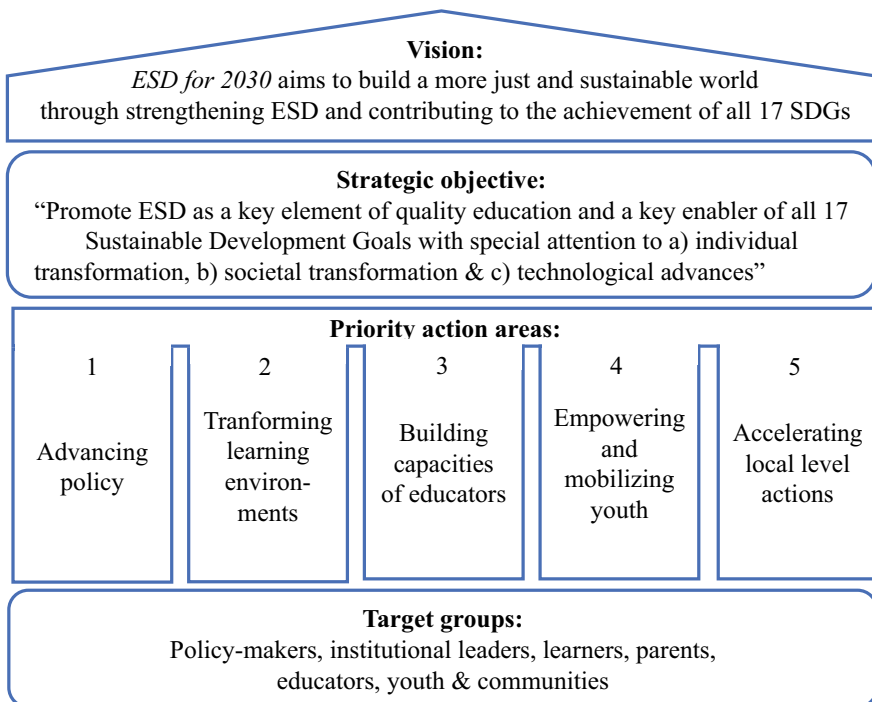 Vision:
ESD for 2030 aims to build a more just and sustainable world
through strengthening ESD and contributing to the achievement of all 17 SDGs
Strategic objective:
“Promote ESD as a key element of quality education and a key enabler of all 17
Sustainable Development Goals with special attention to a) individual
transformation, b) societal transformation & c) technological advances”
Priority action areas:
1
Advancing
policy
2
Tranforming
learning
environ-
ments
3
Building
capacities
of educators
4
Empowering
and
mobilizing
youth
5
Accelerating
local level
actions
Target groups:
Policy-makers, institutional leaders, learners, parents,
educators, youth & communities